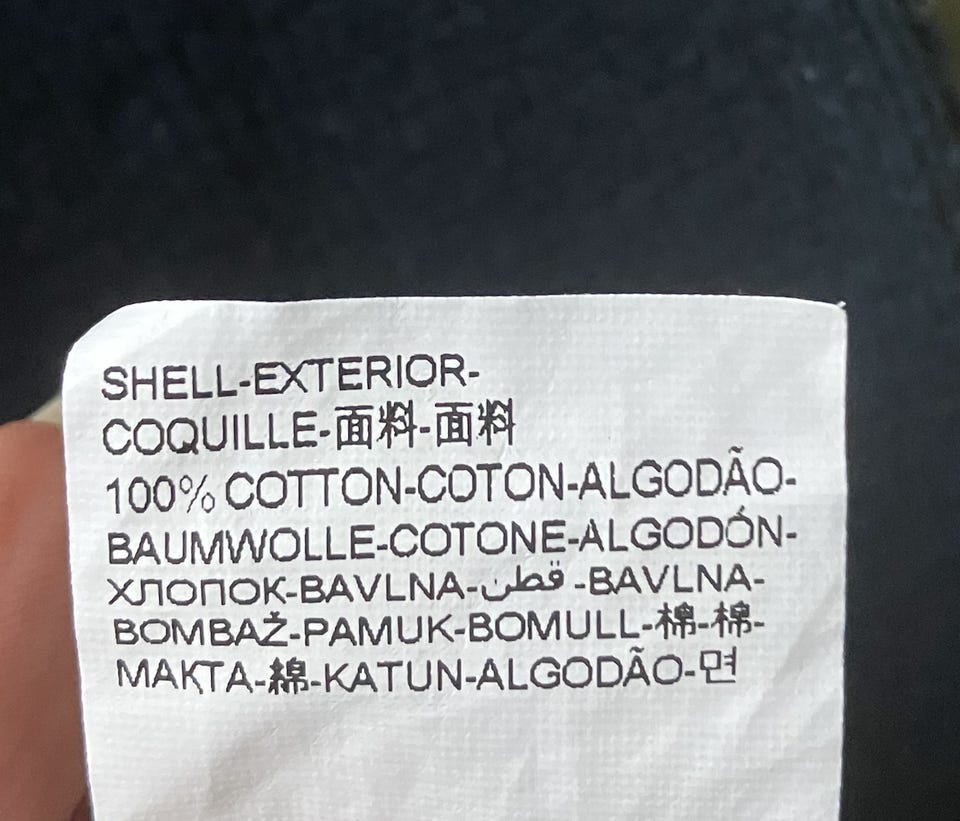 SHELL-EXTERIOR-
COQUILLE-面料-面料
100% COTTON-COTON-ALGODÃO-
BAUMWOLLE-COTONE-ALGODÓN-
ХЛОПОК-BAVLNA-قطن -BAVLNA-
BOMBAŽ-PAMUK-BOMULL-棉-棉-
MAKTA-綿-KATUN-ALGODÃO-면